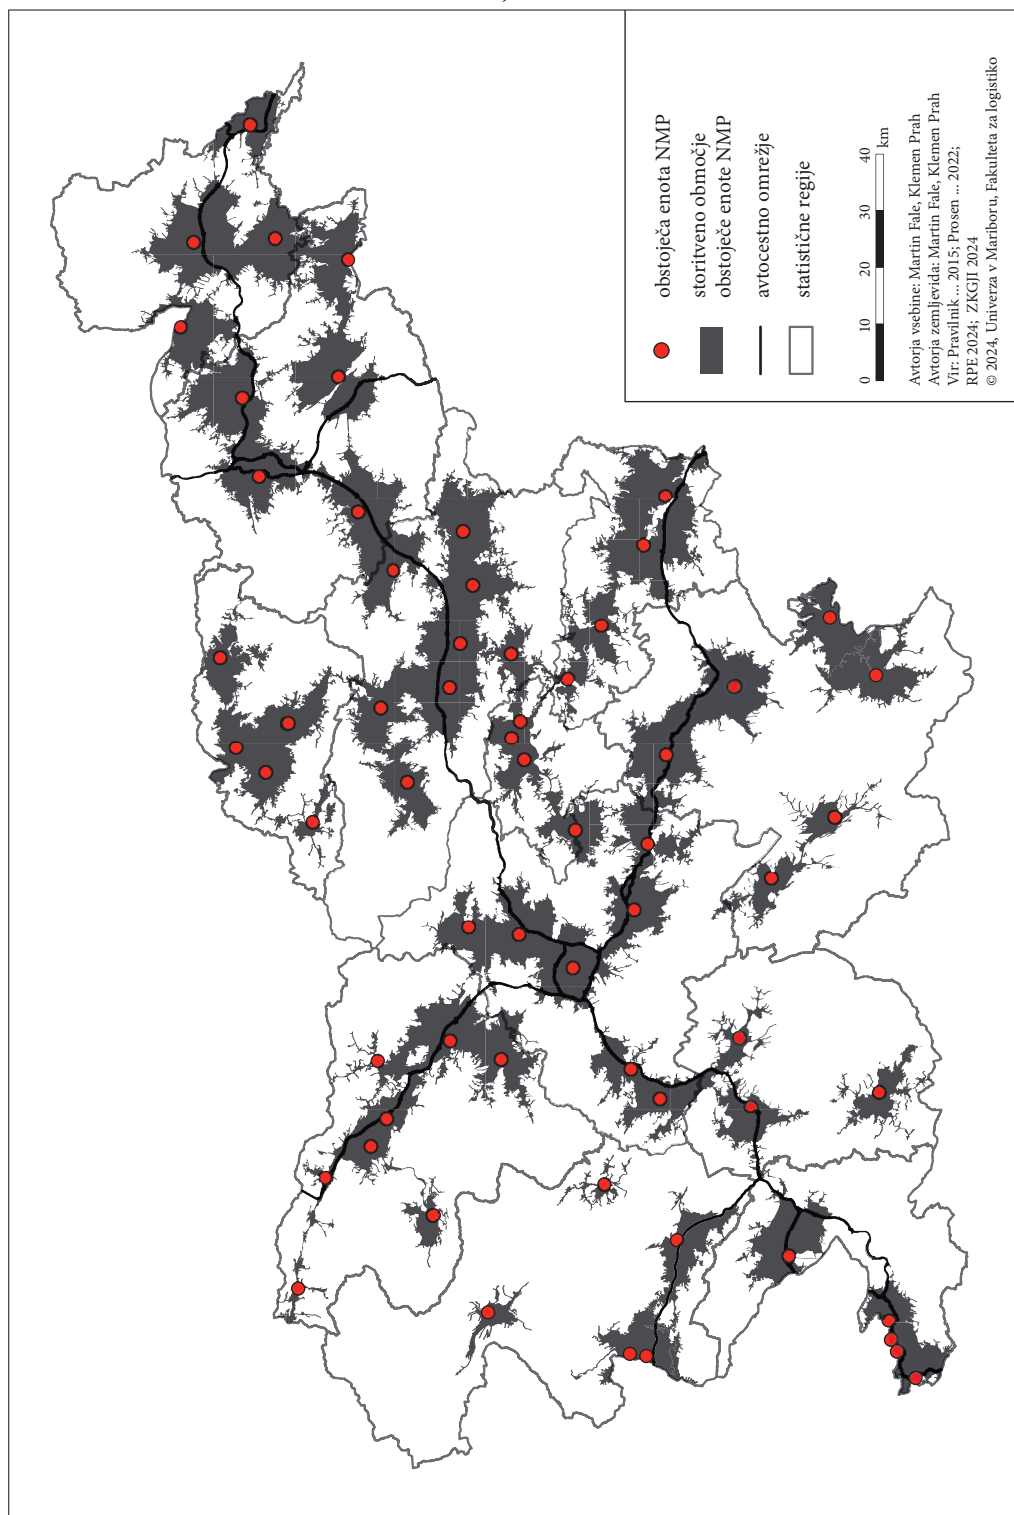 obstoječa enota NMP
storitveno območje
obstoječe enote NMP
avtocestno omrežje
statistične regije
0 10 20 30 40
km
Avtorja vsebine: Martin Fale, Klemen Prah
Avtorja zemljevida: Martin Fale, Klemen Prah
Vir: Pravilnik ... 2015; Prosen ... 2022;
RPE 2024; ZKGJI 2024
© 2024, Univerza v Mariboru, Fakulteta za logistiko